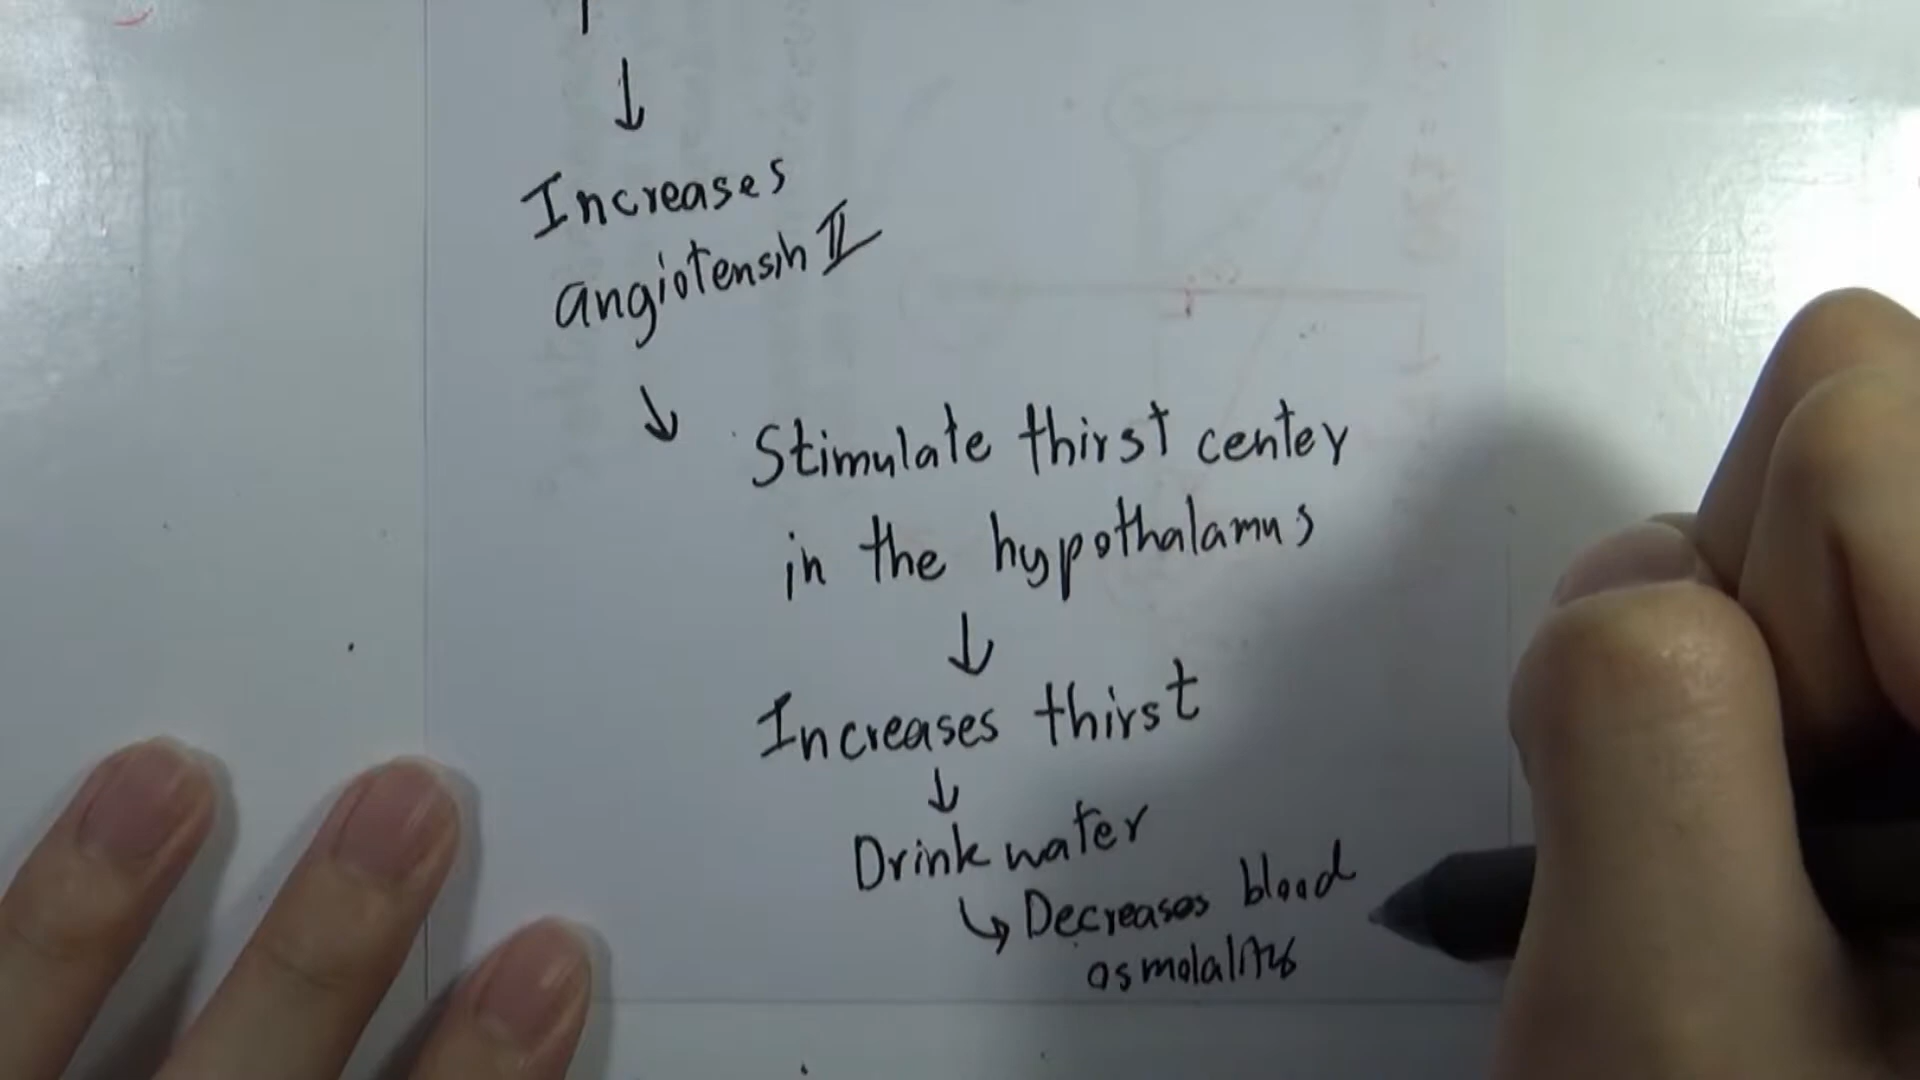 ↓
Increases
angiotensin II
↓
Stimulate thirst center
in the hypothalamus
↓
Increases thirst
↓
Drink water
↳ Decreases blood
osmolality